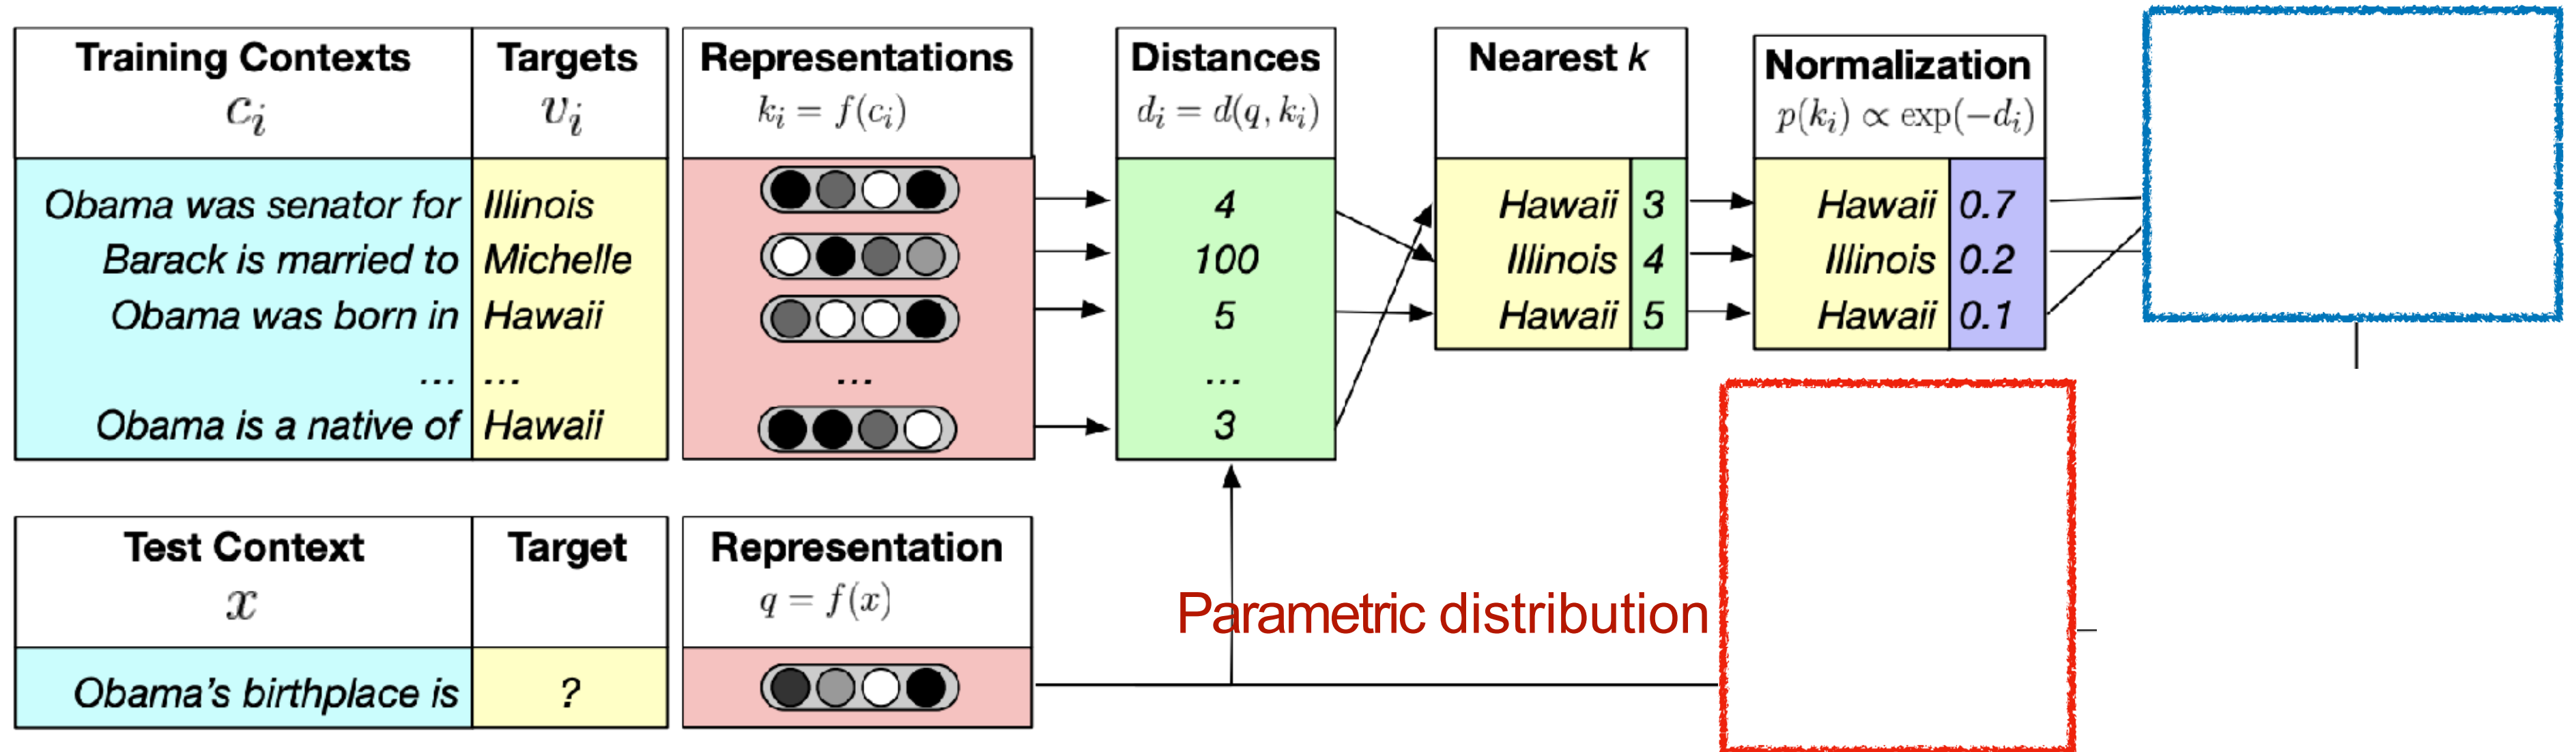 Training Contexts
Targets
Representations
Distances
Nearest k
Normalization
c_i
v_i
k_i = f(c_i)
d_i = d(q, k_i)
p(k_i) ∝ exp(−d_i)
Obama was senator for Illinois
4
Hawaii 3
Hawaii 0.7
Barack is married to Michelle
100
Illinois 4
Illinois 0.2
Obama was born in Hawaii
5
Hawaii 5
Hawaii 0.1
... ...
...
...
Obama is a native of Hawaii
3
Test Context
Target
Representation
x
q = f(x)
Parametric distribution
Obama's birthplace is
?